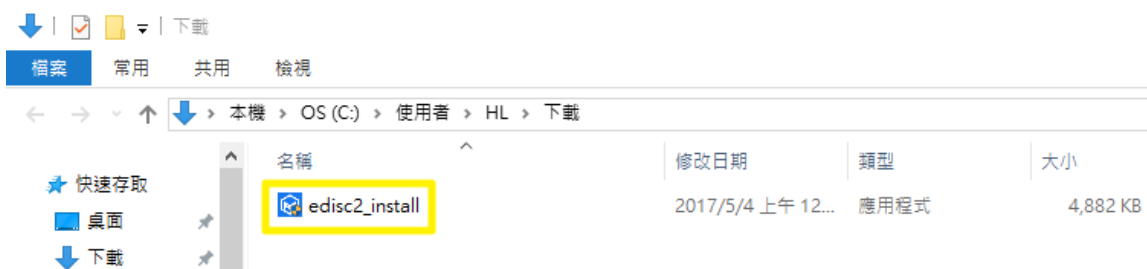 下載
檔案 常用 共用 檢視
本機 > OS (C:) > 使用者 > HL > 下載
名稱 修改日期 類型 大小
快速存取
edisc2_install 2017/5/4 上午 12... 應用程式 4,882 KB
桌面
下載